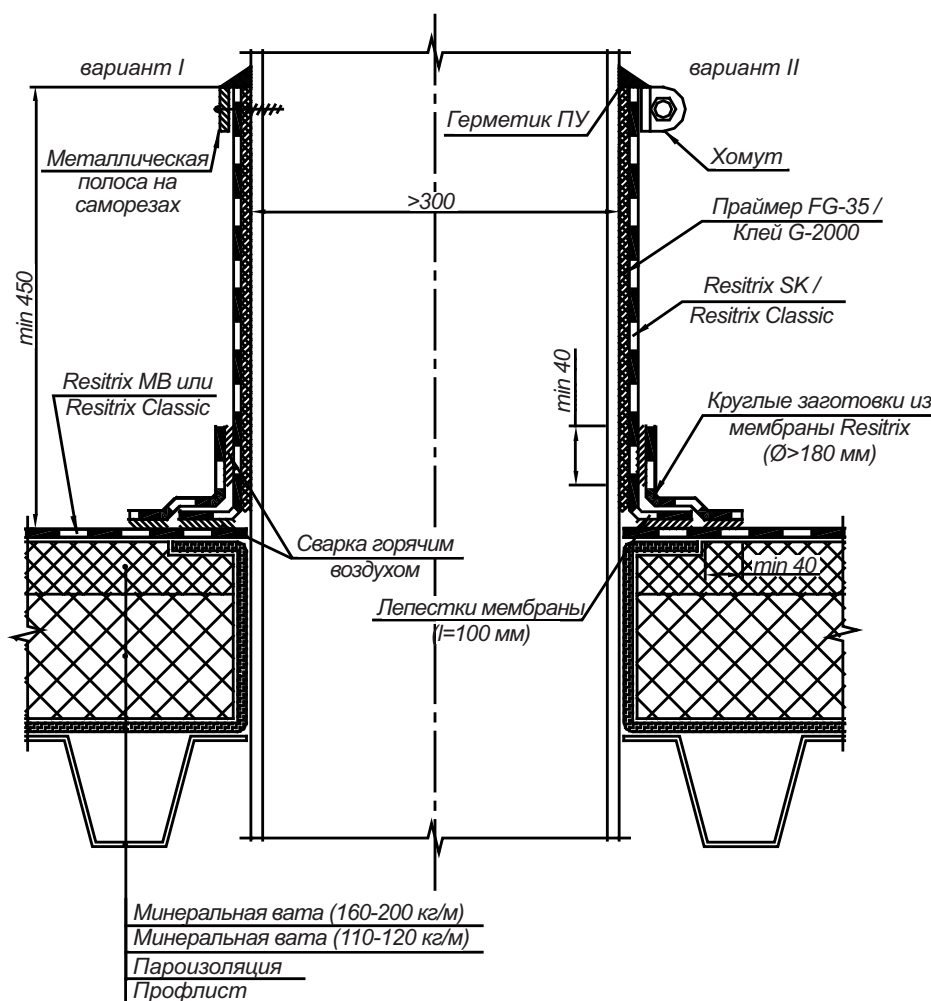 вариант I
вариант II
Герметик ПУ
Хомут
Металлическая
полоса на
саморезах
>300
Праймер FG-35 /
Клей G-2000
min 450
Resitrix SK /
Resitrix Classic
min 40
Resitrix MB или
Resitrix Classic
Круглые заготовки из
мембраны Resitrix
(Ø>180 мм)
Сварка горячим
воздухом
min 40
Лепестки мембраны
(l=100 мм)
Минеральная вата (160-200 кг/м)
Минеральная вата (110-120 кг/м)
Пароизоляция
Профлист